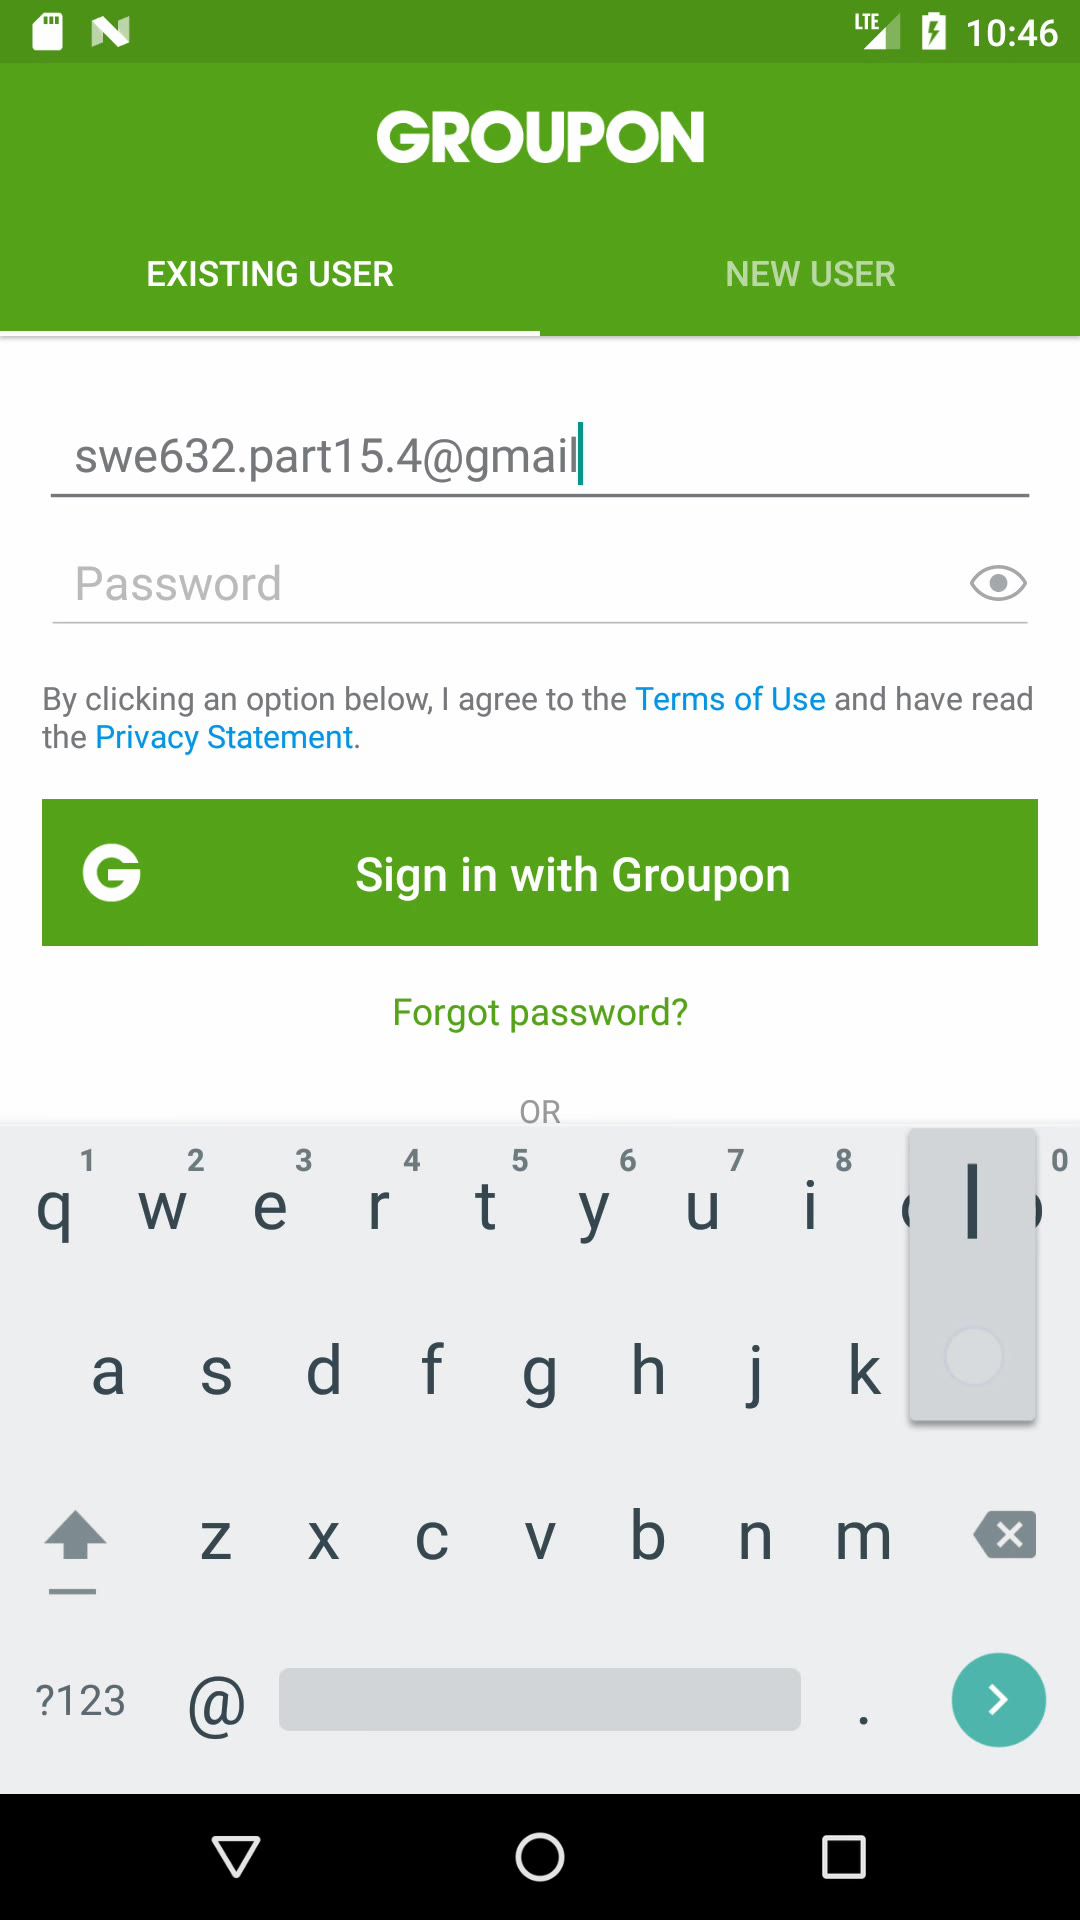 LTE 10:46
GROUPON
EXISTING USER NEW USER
swe632.part15.4@gmail
Password
By clicking an option below, I agree to the Terms of Use and have read
the Privacy Statement.
G Sign in with Groupon
Forgot password?
OR
1 2 3 4 5 6 7 8 0
q w e r t y u i
a s d f g h j k l
z x c v b n m
?123 @ .